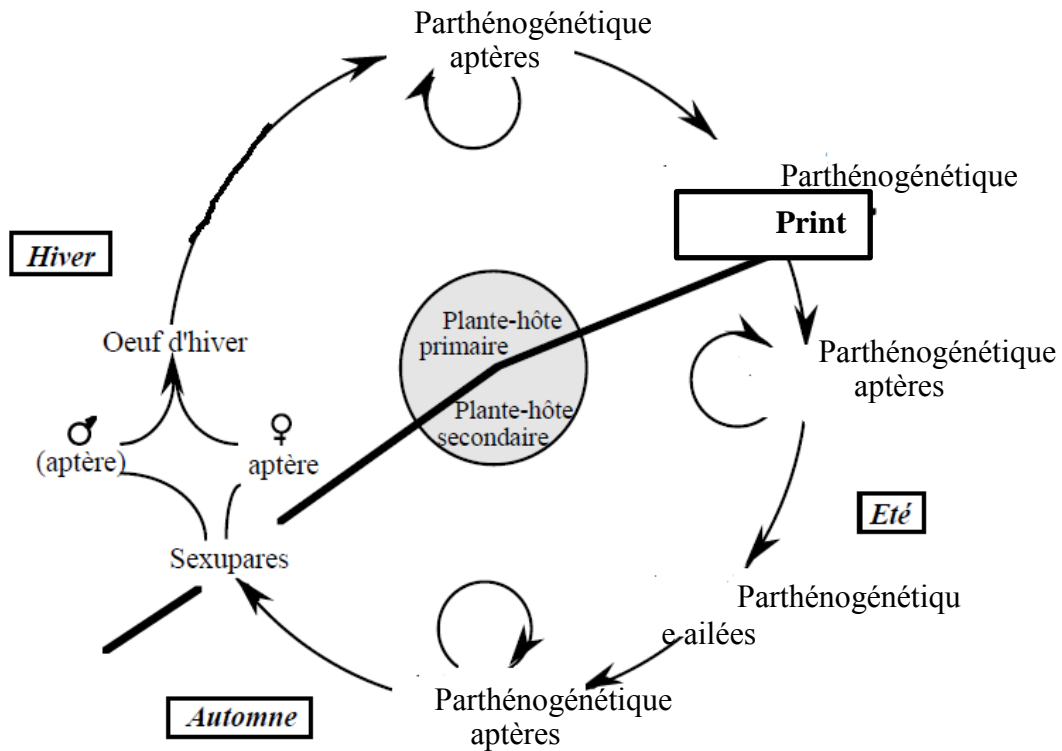 Parthénogénétique
aptères
Parthénogénétique
Print
Hiver
Plante-hôte
primaire
Oeuf d'hiver
Parthénogénétique
aptères
Plante-hôte
secondaire
♂
(aptère)
♀
aptère
Eté
Sexupares
Parthénogénétiqu
e ailées
Parthénogénétique
aptères
Automne